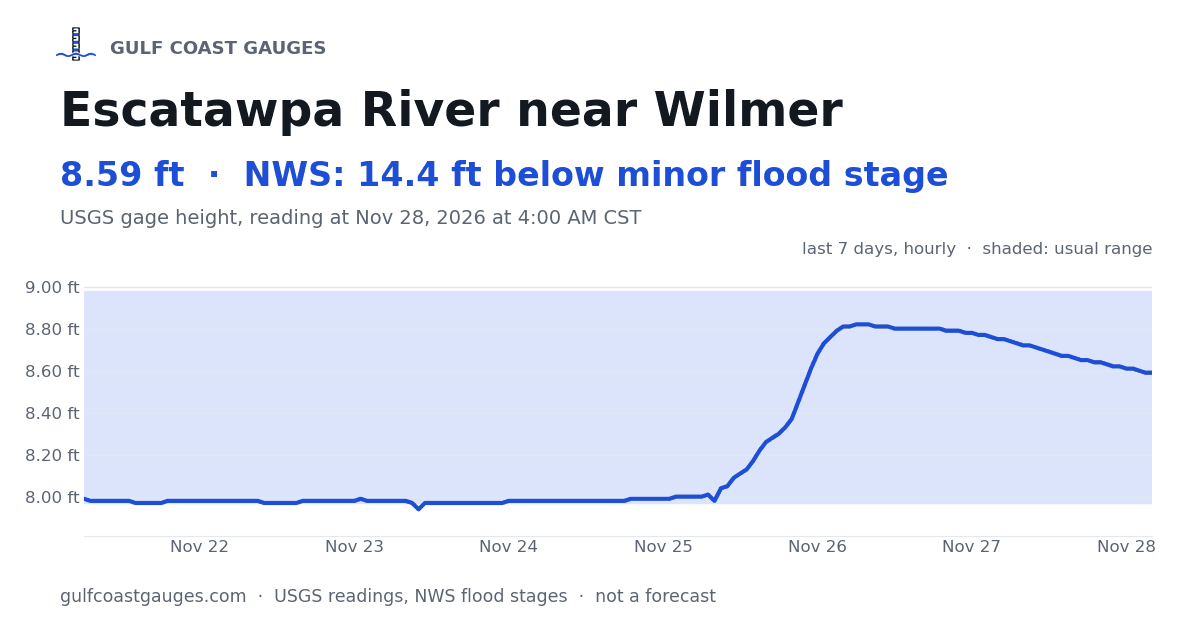 GULF COAST GAUGES
Escatawpa River near Wilmer
8.59 ft · NWS: 14.4 ft below minor flood stage
USGS gage height, reading at Nov 28, 2026 at 4:00 AM CST
last 7 days, hourly · shaded: usual range
9.00 ft
8.80 ft
8.60 ft
8.40 ft
8.20 ft
8.00 ft
Nov 22 Nov 23 Nov 24 Nov 25 Nov 26 Nov 27 Nov 28
gulfcoastgauges.com · USGS readings, NWS flood stages · not a forecast